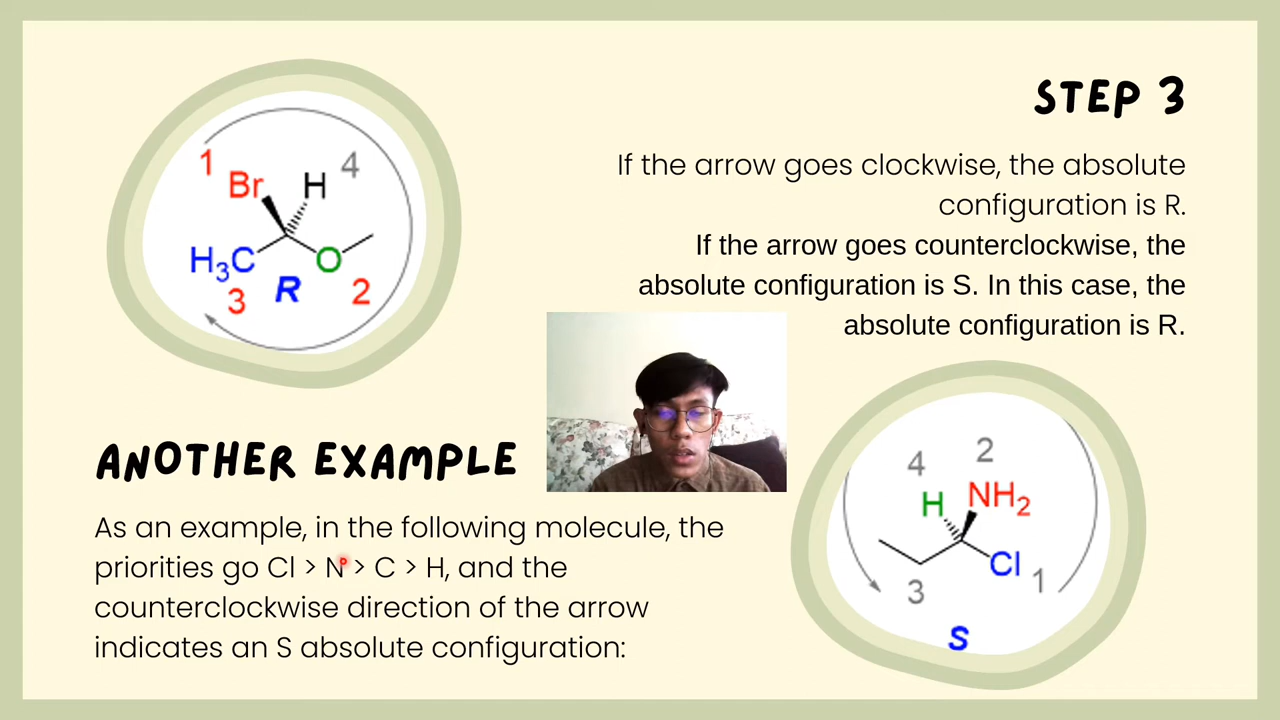 STEP 3
If the arrow goes clockwise, the absolute
configuration is R.
If the arrow goes counterclockwise, the
absolute configuration is S. In this case, the
absolute configuration is R.
1
Br
H
4
H₃C
O
3
R
2
ANOTHER EXAMPLE
As an example, in the following molecule, the
priorities go Cl > N > C > H, and the
counterclockwise direction of the arrow
indicates an S absolute configuration:
4
2
H
NH₂
Cl
3
1
S